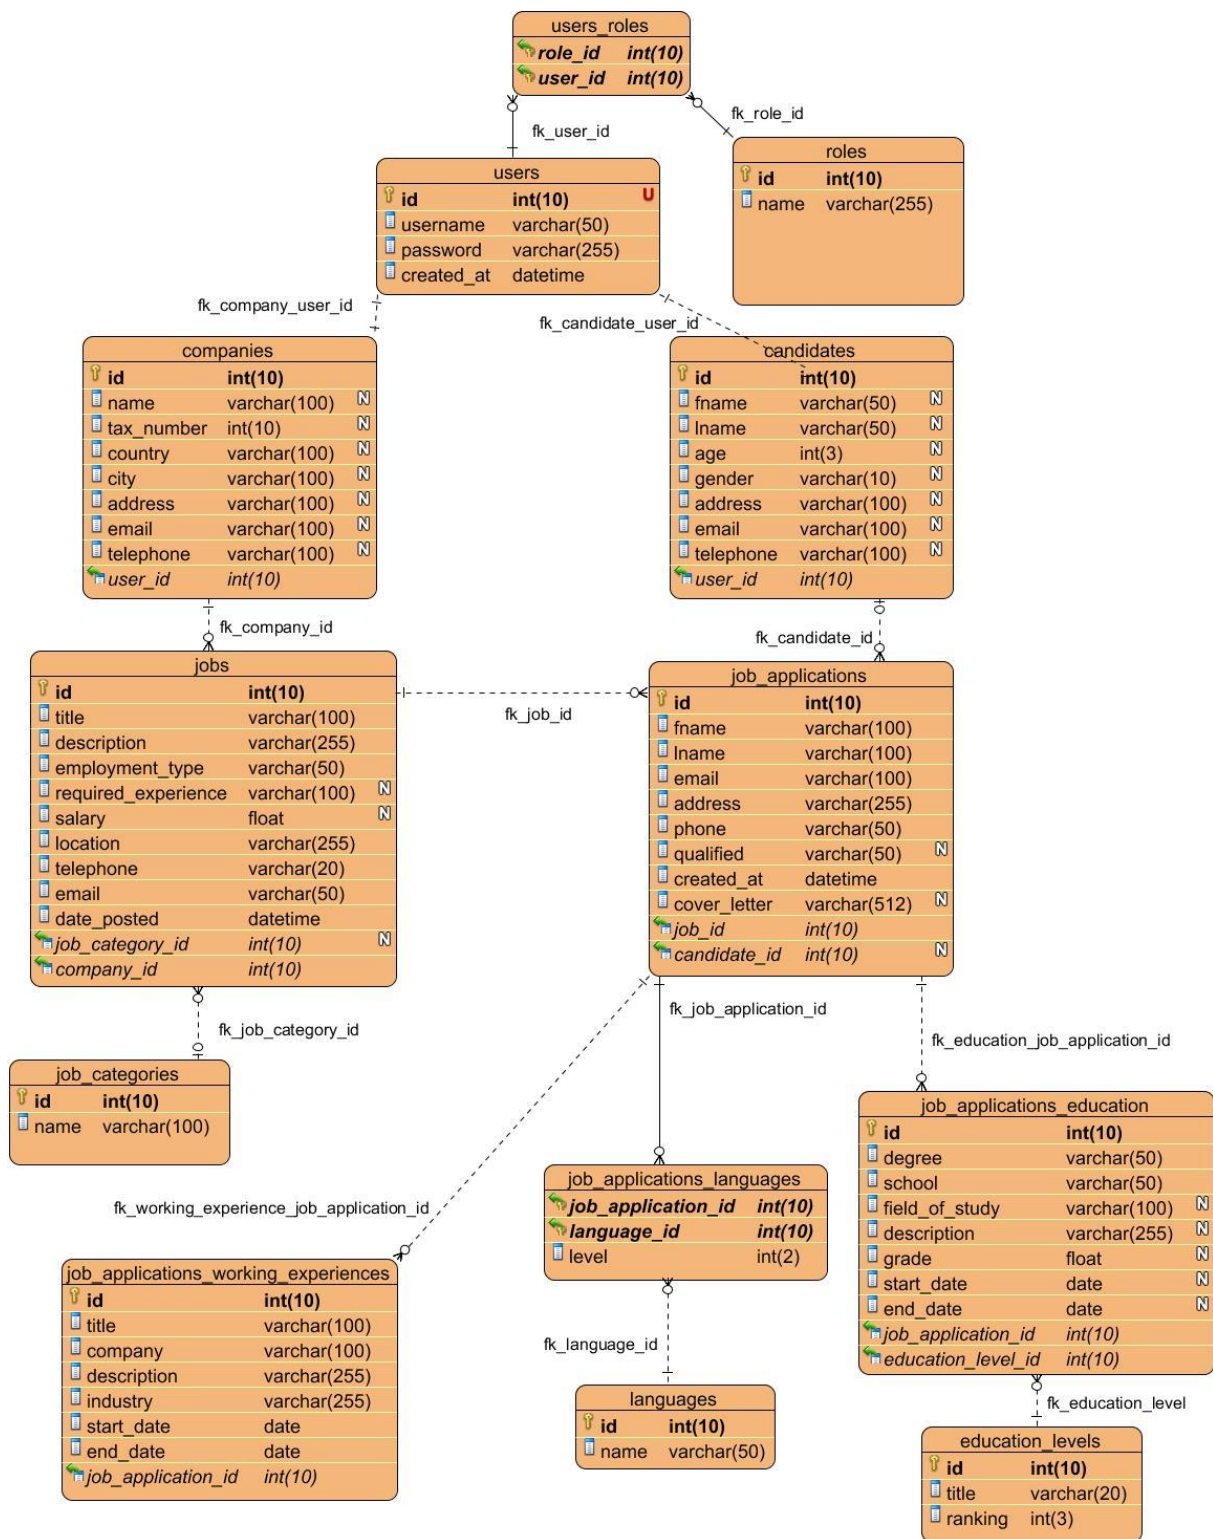 users_roles
role_id int(10)
user_id int(10)
fk_user_id
fk_role_id
roles
id int(10)
name varchar(255)
users
id int(10) U
username varchar(50)
password varchar(255)
created_at datetime
fk_company_user_id
fk_candidate_user_id
companies
id int(10)
name varchar(100) N
tax_number int(10) N
country varchar(100) N
city varchar(100) N
address varchar(100) N
email varchar(100) N
telephone varchar(100) N
user_id int(10)
candidates
id int(10)
fname varchar(50) N
lname varchar(50) N
age int(3) N
gender varchar(10) N
address varchar(100) N
email varchar(100) N
telephone varchar(100) N
user_id int(10)
fk_company_id
fk_candidate_id
jobs
id int(10)
title varchar(100)
description varchar(255)
employment_type varchar(50)
required_experience varchar(100) N
salary float N
location varchar(255)
telephone varchar(20)
email varchar(50)
date_posted datetime
job_category_id int(10) N
company_id int(10)
fk_job_id
job_applications
id int(10)
fname varchar(100)
lname varchar(100)
email varchar(100)
address varchar(255)
phone varchar(50)
qualified varchar(50) N
created_at datetime
cover_letter varchar(512) N
job_id int(10)
candidate_id int(10) N
fk_job_category_id
fk_job_application_id
fk_education_job_application_id
job_categories
id int(10)
name varchar(100)
job_applications_education
id int(10)
degree varchar(50)
school varchar(50)
field_of_study varchar(100) N
description varchar(255) N
grade float N
start_date date N
end_date date N
job_application_id int(10)
education_level_id int(10)
fk_working_experience_job_application_id
job_applications_languages
job_application_id int(10)
language_id int(10)
level int(2)
job_applications_working_experiences
id int(10)
title varchar(100)
company varchar(100)
description varchar(255)
industry varchar(255)
start_date date
end_date date
job_application_id int(10)
fk_language_id
languages
id int(10)
name varchar(50)
fk_education_level
education_levels
id int(10)
title varchar(20)
ranking int(3)